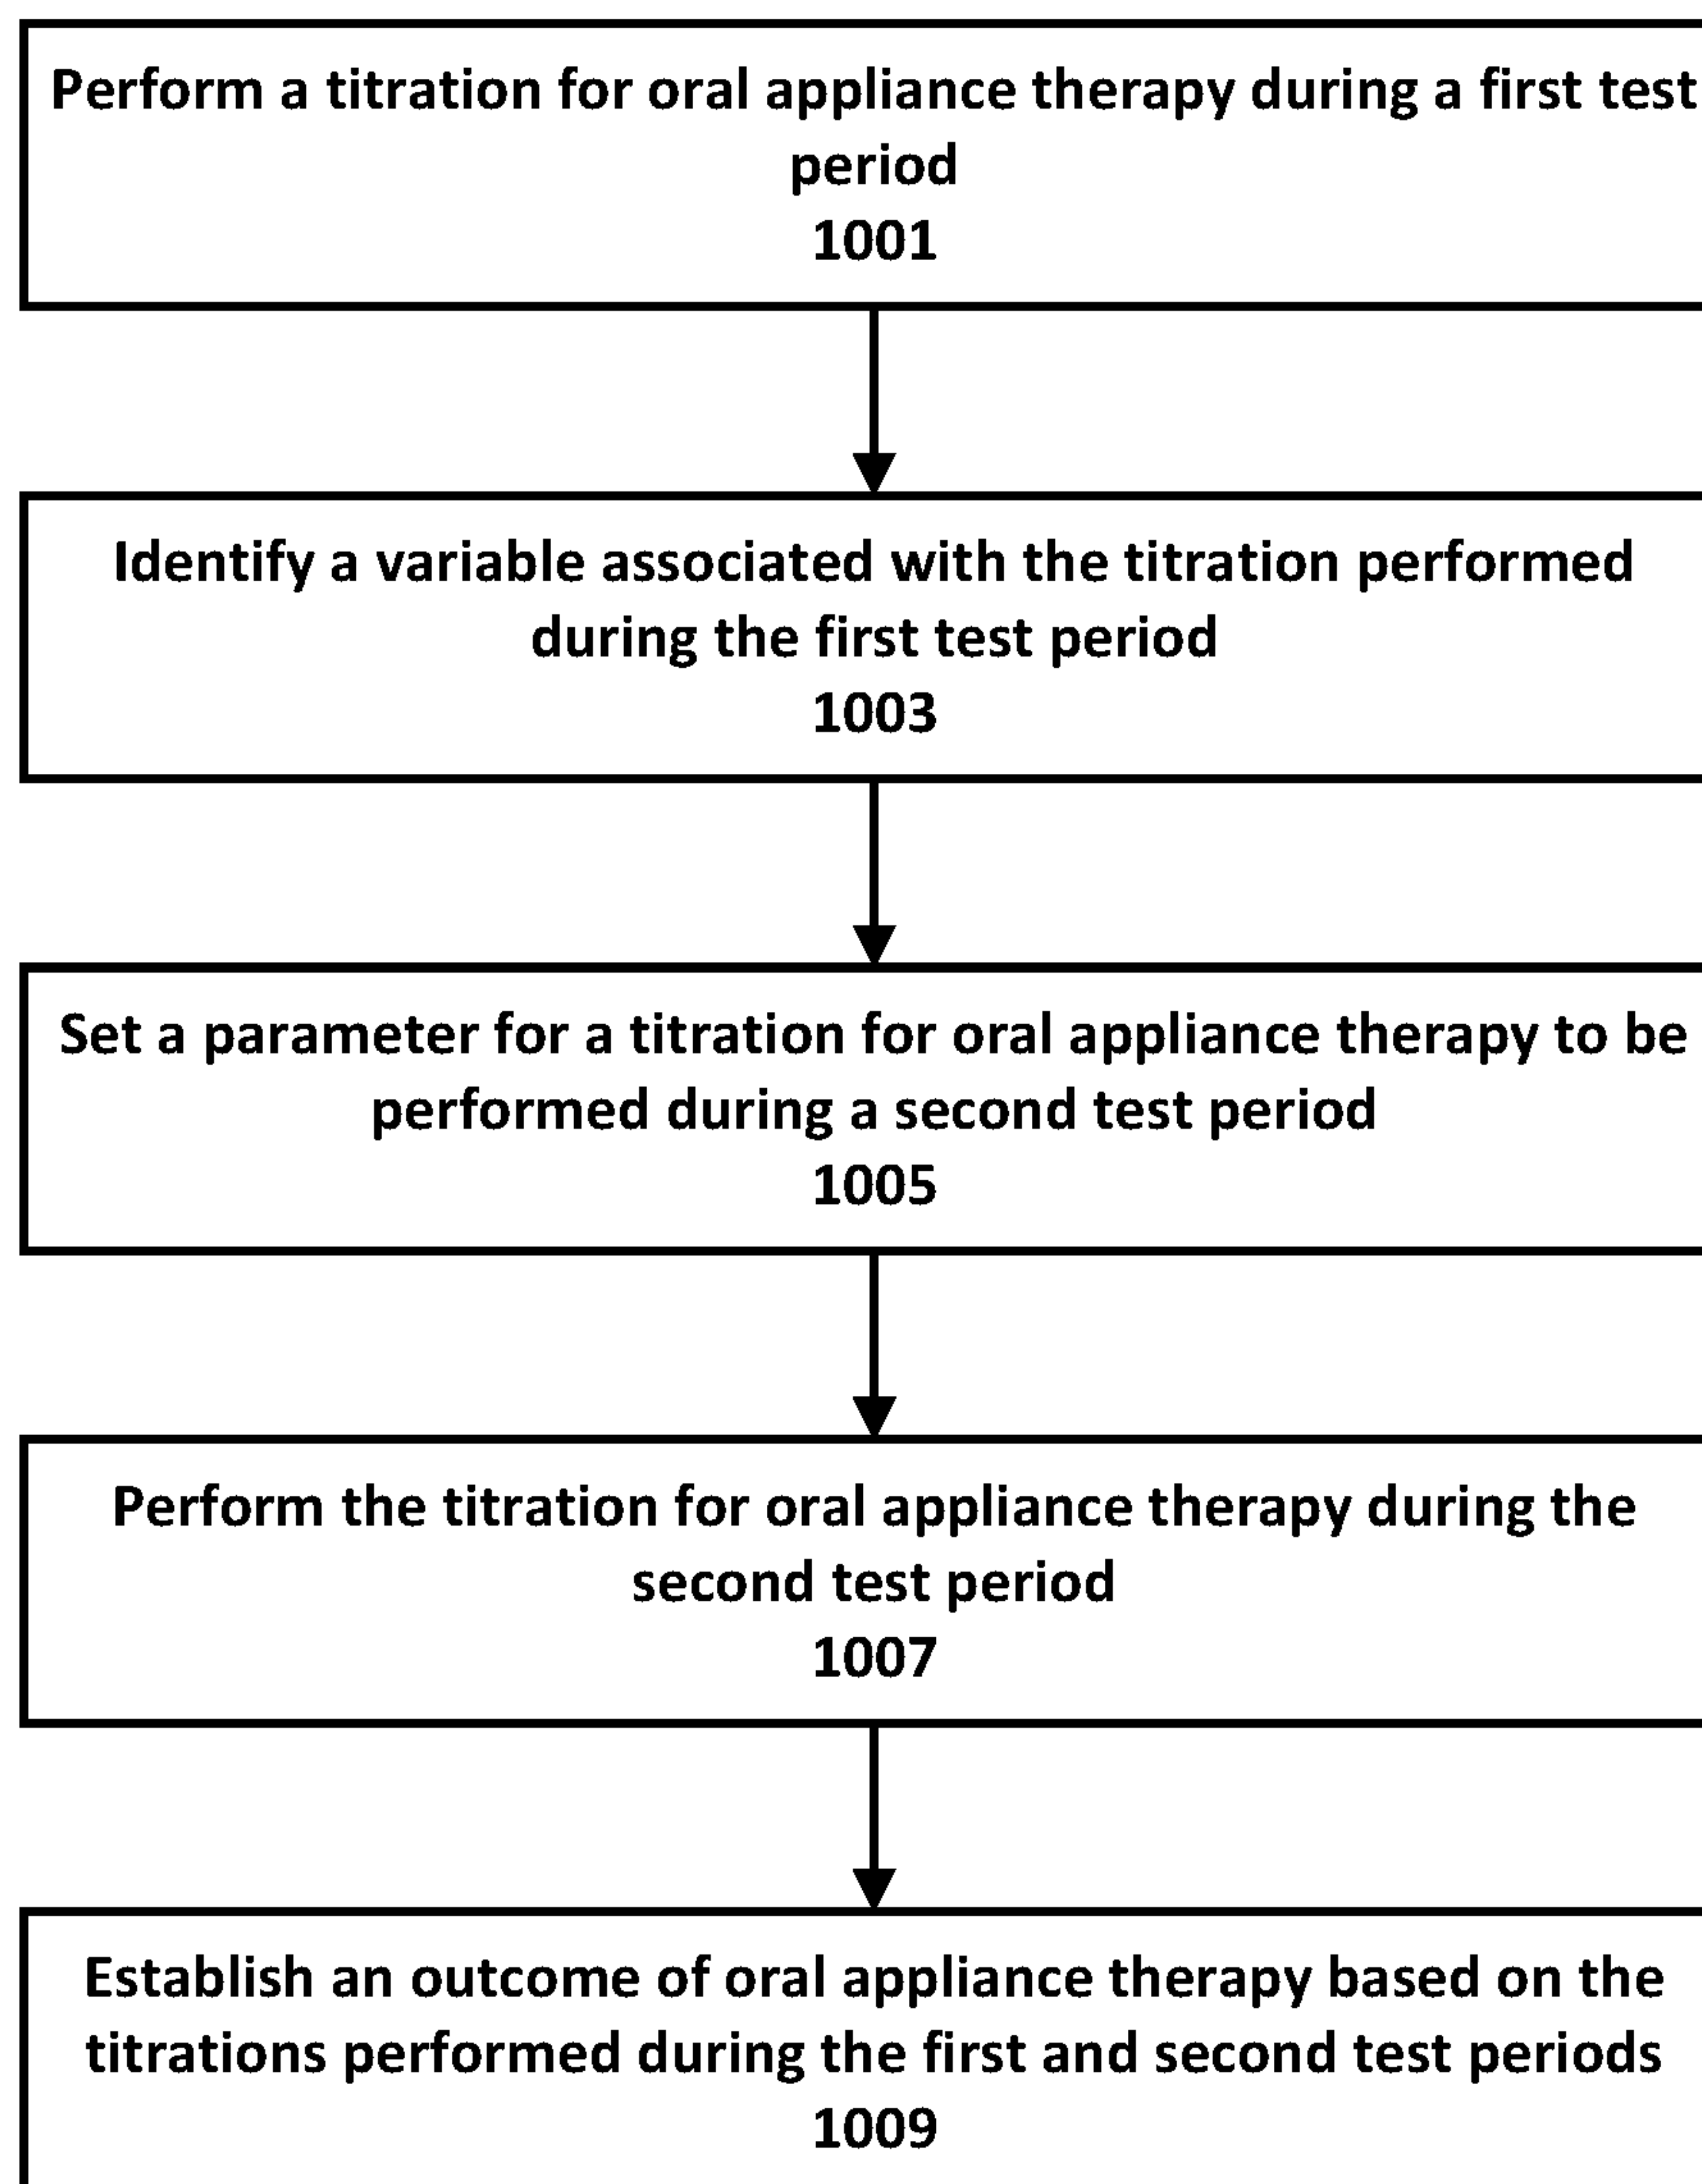 Perform a titration for oral appliance therapy during a first test
period
1001
Identify a variable associated with the titration performed
during the first test period
1003
Set a parameter for a titration for oral appliance therapy to be
performed during a second test period
1005
Perform the titration for oral appliance therapy during the
second test period
1007
Establish an outcome of oral appliance therapy based on the
titrations performed during the first and second test periods
1009